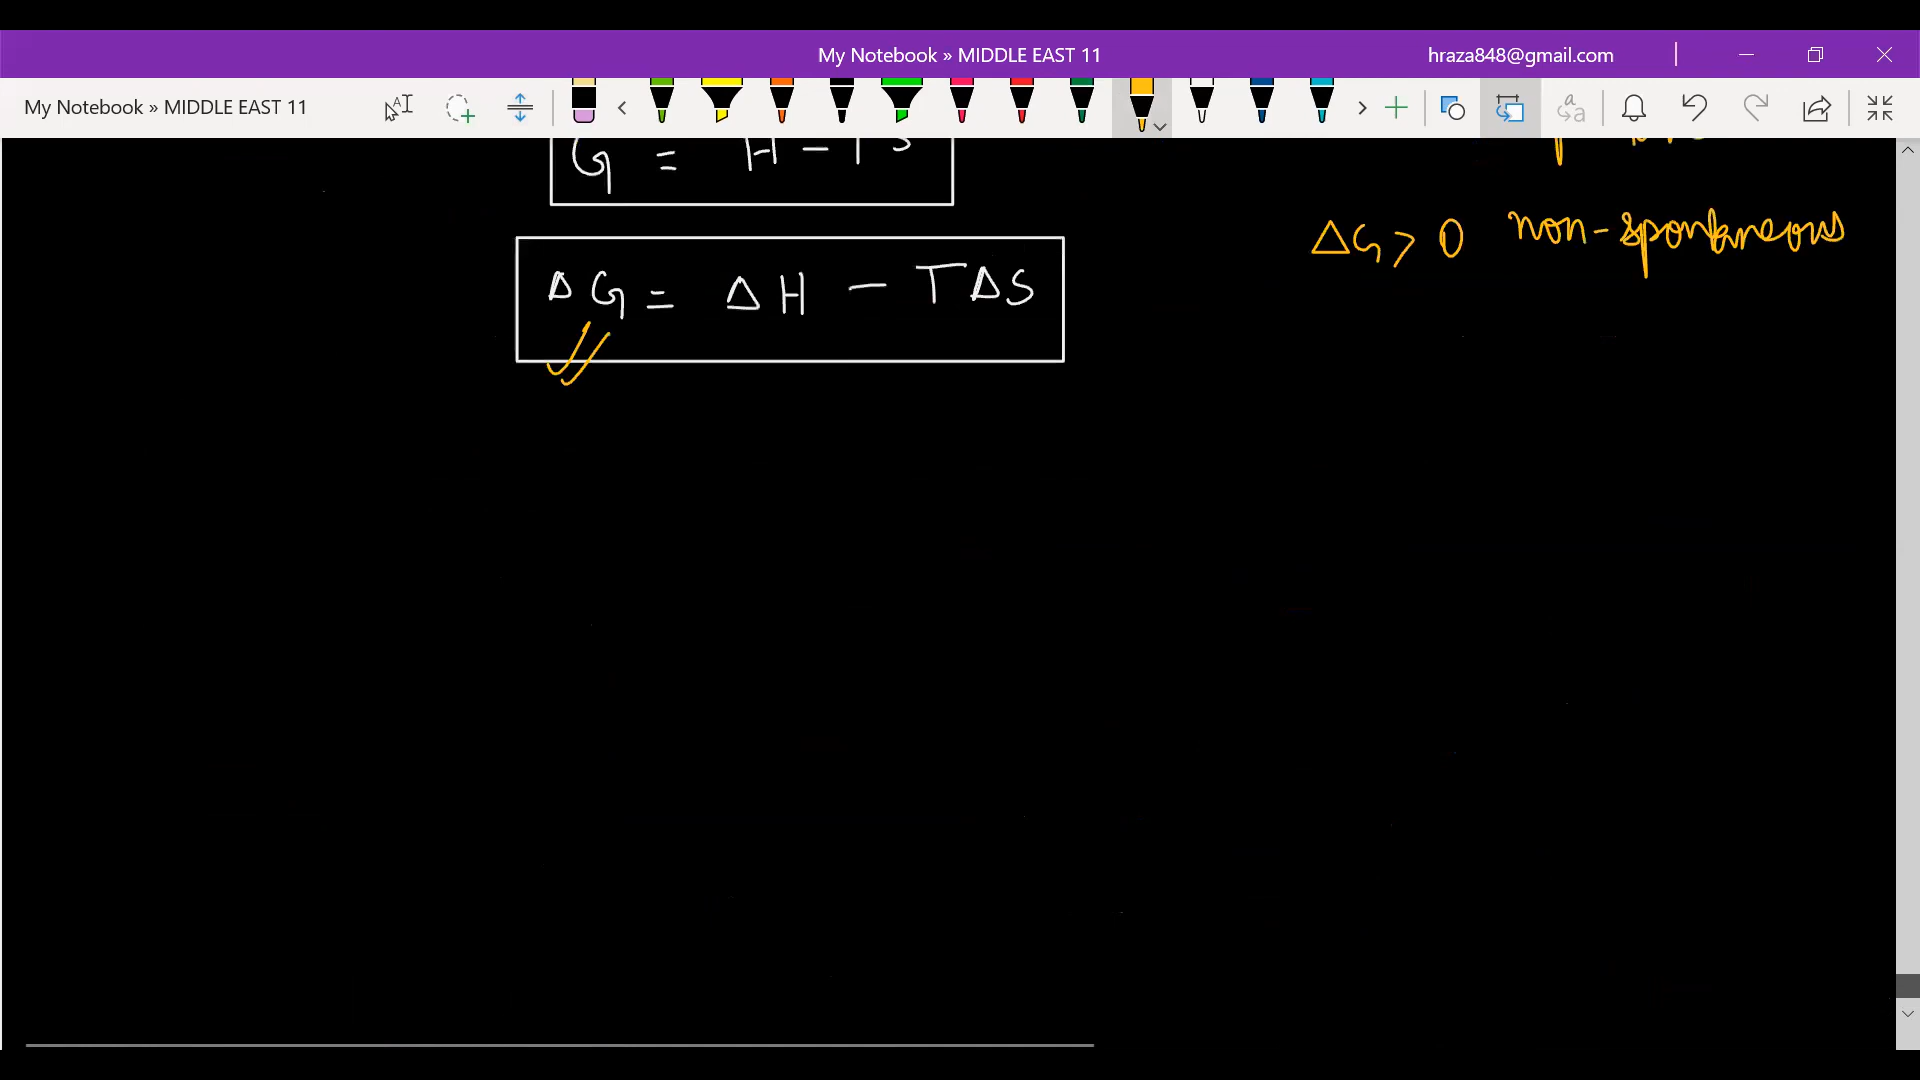 My Notebook » MIDDLE EAST 11
hraza848@gmail.com
My Notebook » MIDDLE EAST 11
G = H - TS
ΔG > 0 non-spontaneous
ΔG = ΔH - TΔS